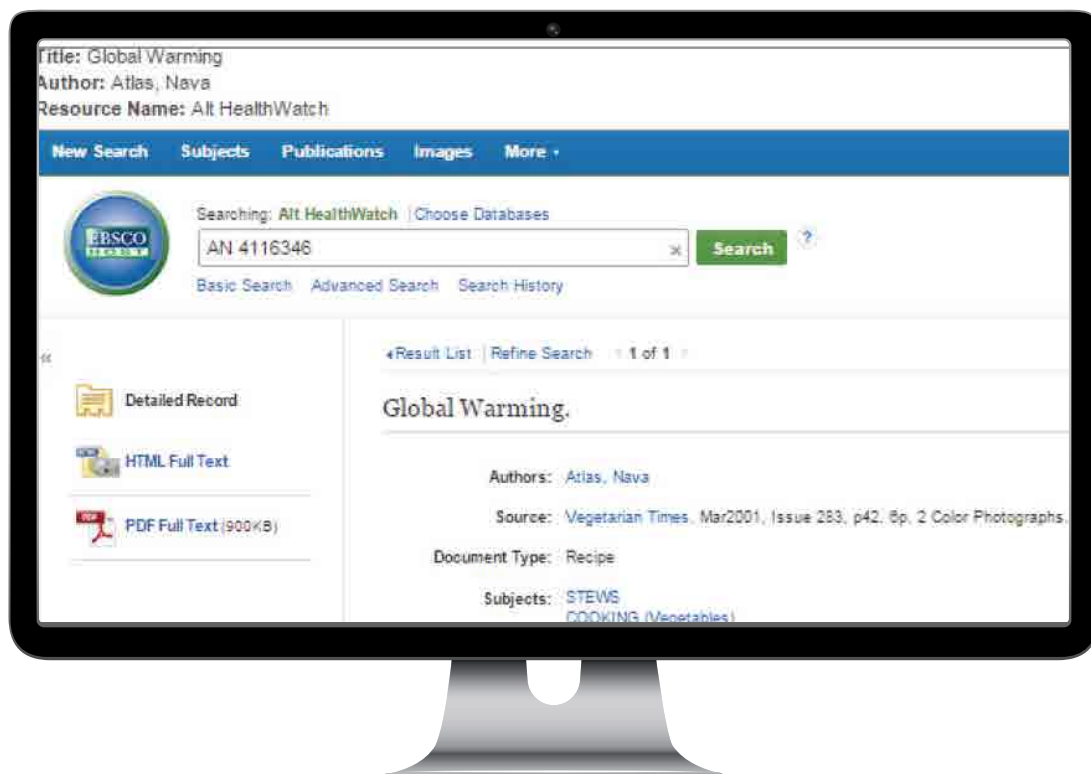 Title: Global Warming
Author: Atlas, Nava
Resource Name: Alt HealthWatch
New Search Subjects Publications Images More
Searching: Alt HealthWatch | Choose Databases
EBSCO
AN 4116346 × Search ?
Basic Search Advanced Search Search History
«
◂Result List | Refine Search 1 of 1
Detailed Record
Global Warming.
HTML Full Text
Authors: Atlas, Nava
PDF Full Text (900KB)
Source: Vegetarian Times, Mar2001, Issue 283, p42, 6p, 2 Color Photographs,
Document Type: Recipe
Subjects: STEWS
COOKING (Vegetables)